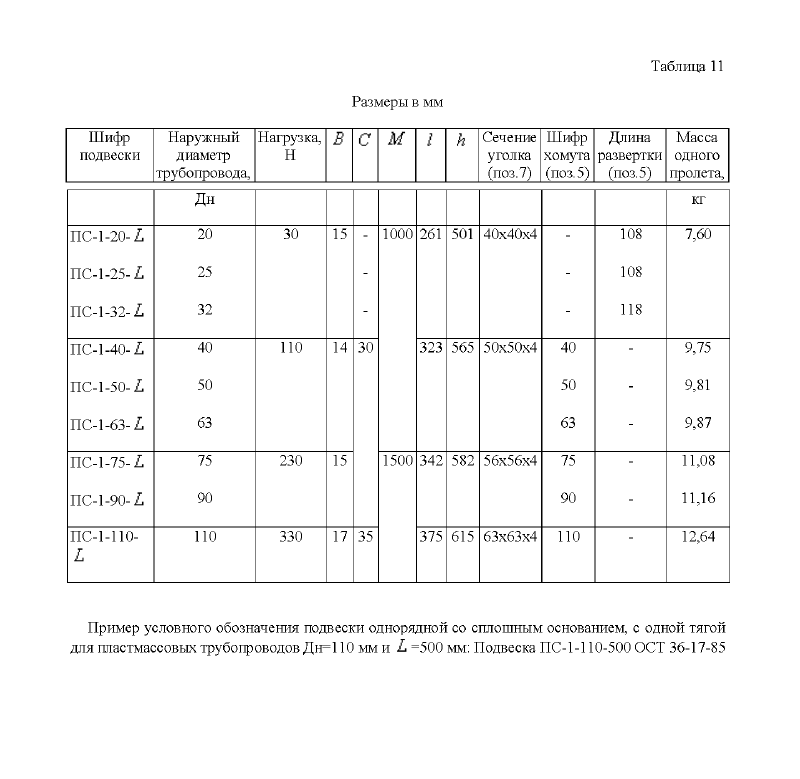 Таблица 11
Размеры в мм
Шифр подвески Наружный диаметр трубопровода, Нагрузка, Н B C M l h Сечение уголка (поз.7) Шифр хомута (поз.5) Длина развертки (поз.5) Масса одного пролета,
Дн кг
ПС-1-20- L 20 30 15 - 1000 261 501 40х40х4 - 108 7,60
ПС-1-25- L 25 - - 108
ПС-1-32- L 32 - - 118
ПС-1-40- L 40 110 14 30 323 565 50х50х4 40 - 9,75
ПС-1-50- L 50 50 - 9,81
ПС-1-63- L 63 63 - 9,87
ПС-1-75- L 75 230 15 1500 342 582 56х56х4 75 - 11,08
ПС-1-90- L 90 90 - 11,16
ПС-1-110- L 110 330 17 35 375 615 63х63х4 110 - 12,64
Пример условного обозначения подвески однорядной со сплошным основанием, с одной тягой
для пластмассовых трубопроводов Дн=110 мм и L =500 мм: Подвеска ПС-1-110-500 ОСТ 36-17-85